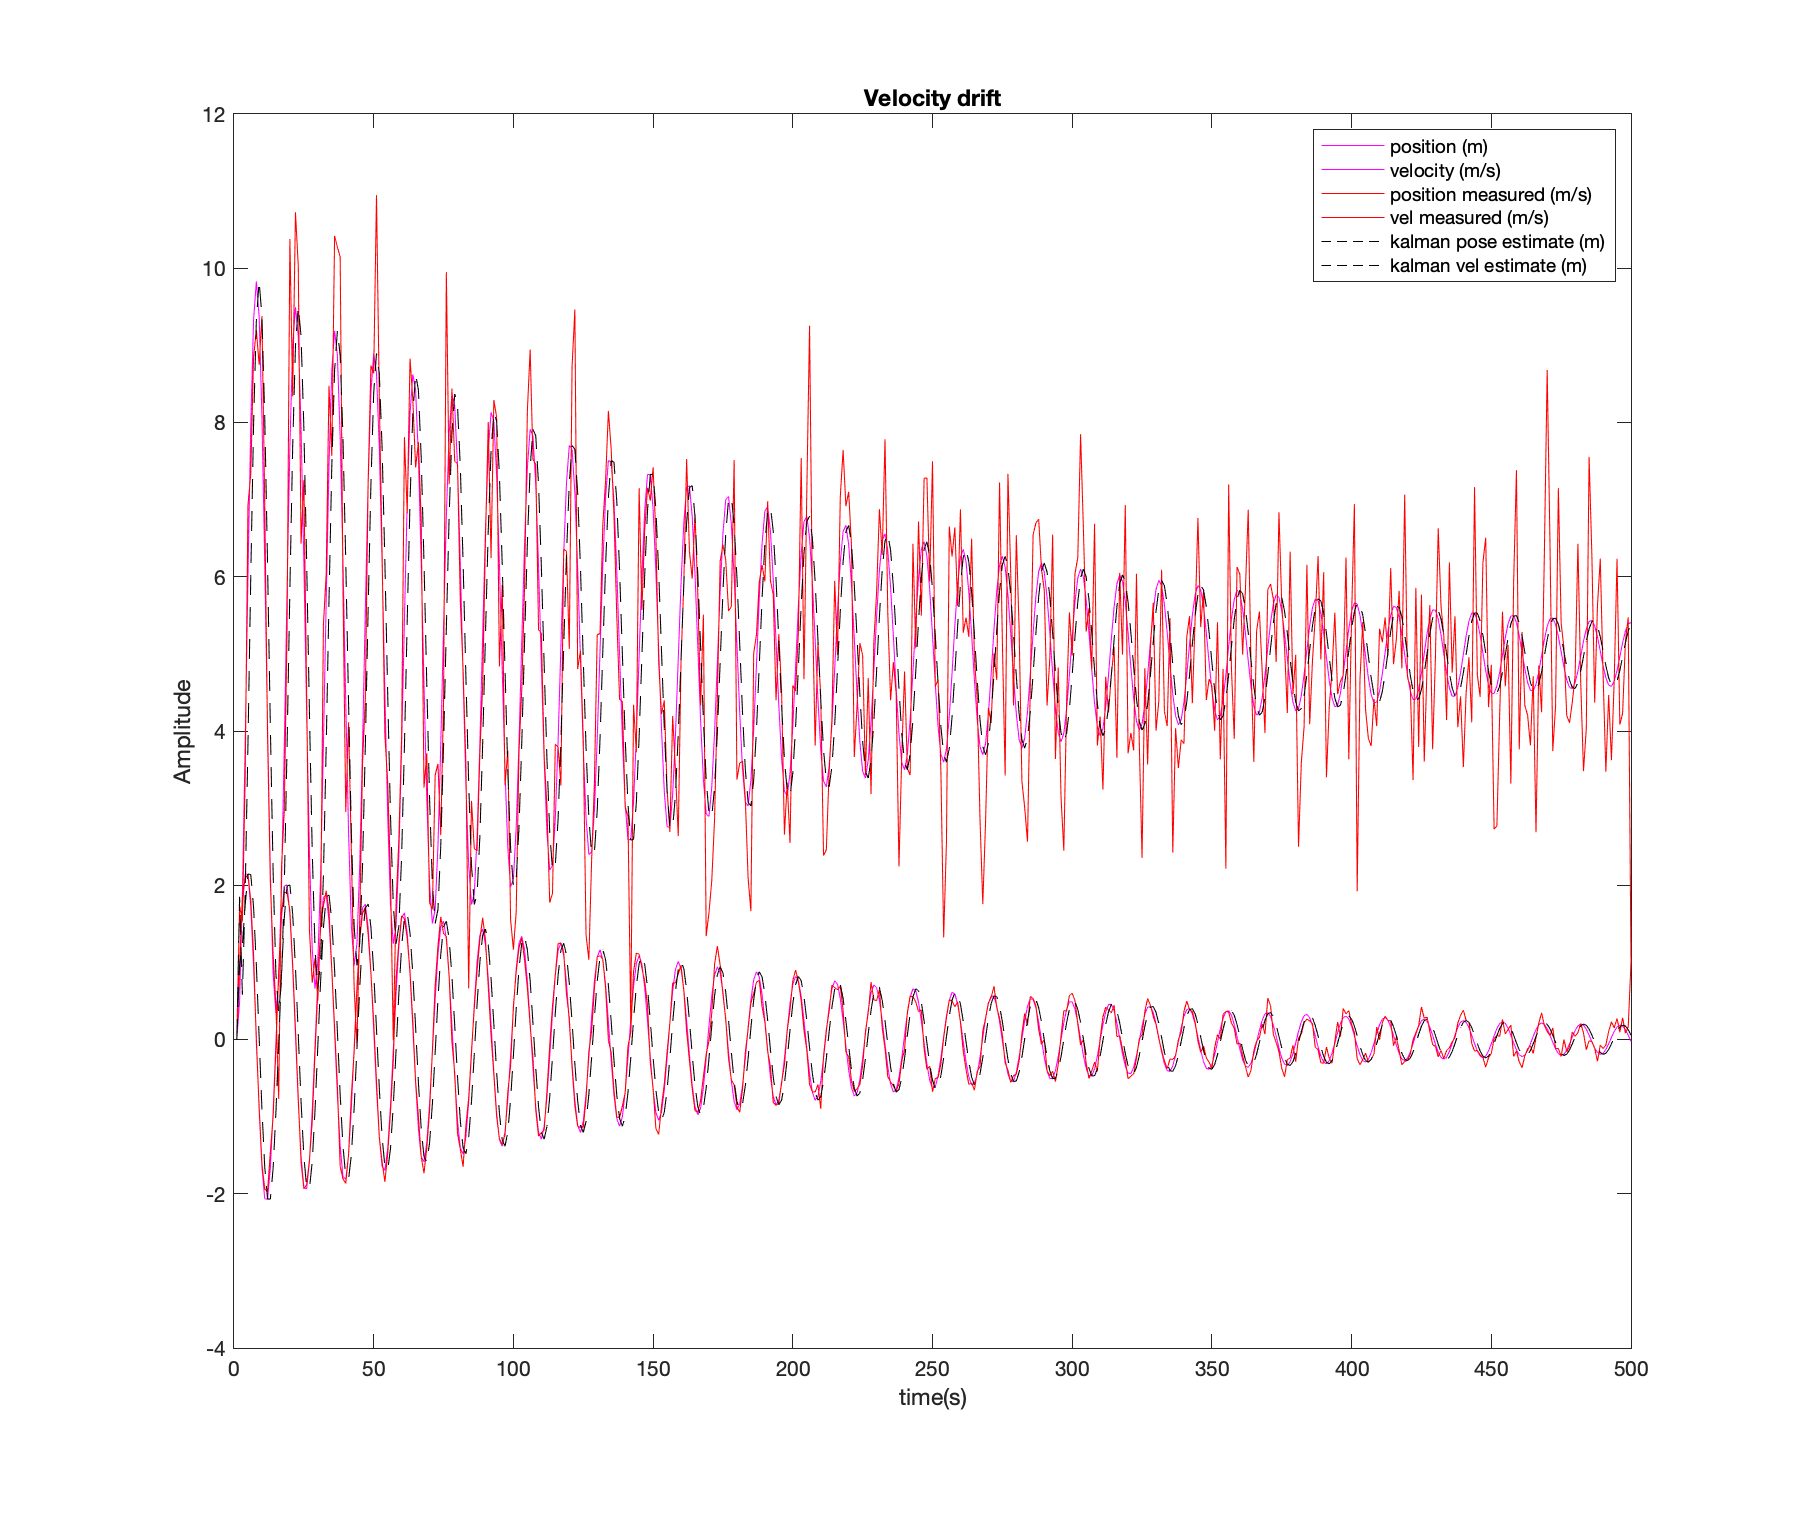 Velocity drift
12
10
8
6
4
2
0
-2
-4
Amplitude
position (m)
velocity (m/s)
position measured (m/s)
vel measured (m/s)
kalman pose estimate (m)
kalman vel estimate (m)
0 50 100 150 200 250 300 350 400 450 500
time(s)